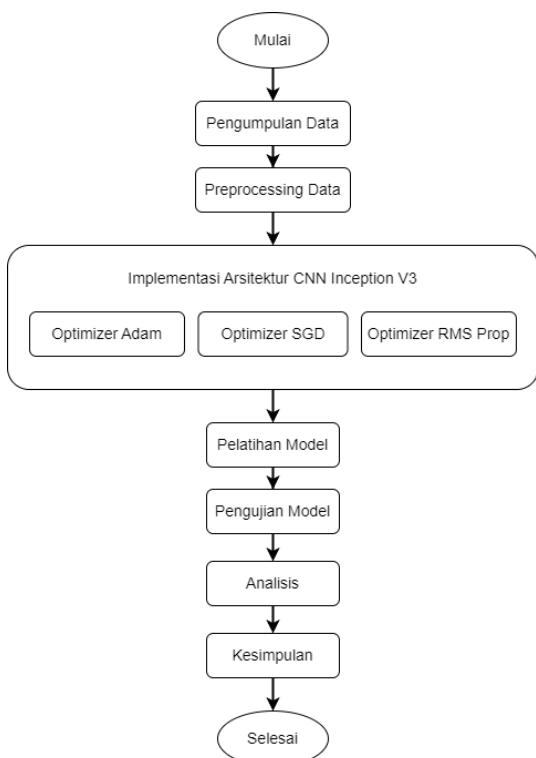 Mulai
Pengumpulan Data
Preprocessing Data
Implementasi Arsitektur CNN Inception V3
Optimizer Adam
Optimizer SGD
Optimizer RMS Prop
Pelatihan Model
Pengujian Model
Analisis
Kesimpulan
Selesai